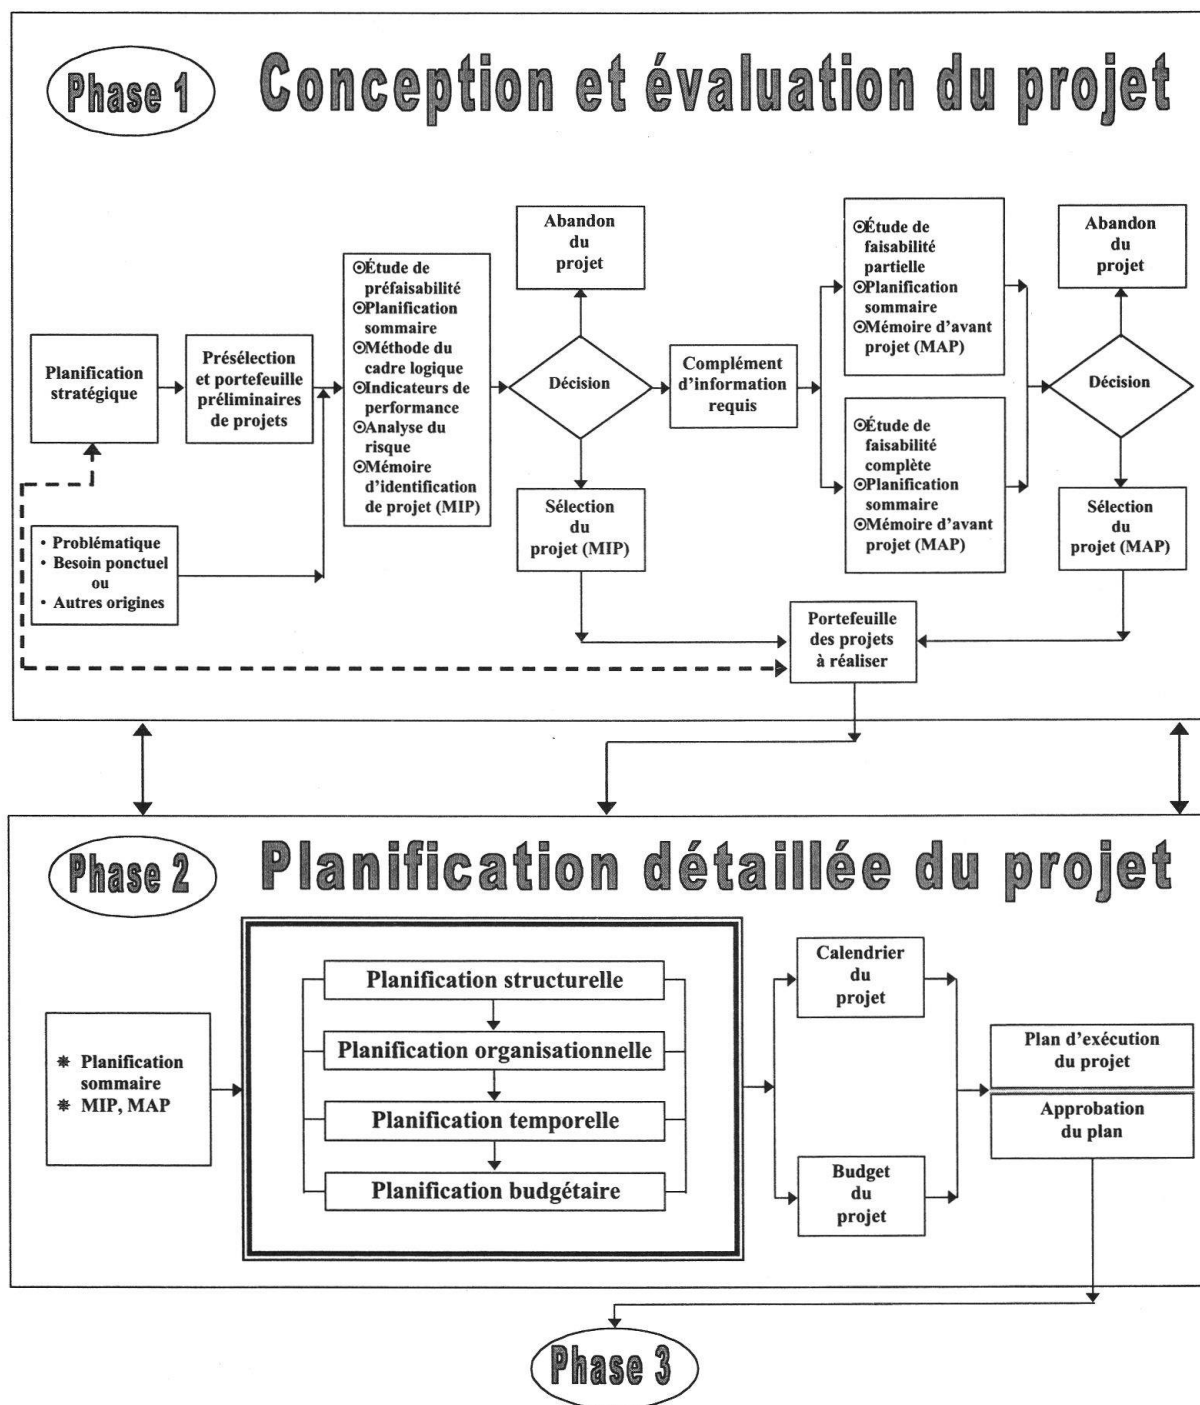 Phase 1
Conception et évaluation du projet
Planification
stratégique
• Problématique
• Besoin ponctuel
ou
• Autres origines
Présélection
et portefeuille
préliminaires
de projets
⊙Étude de
préfaisabilité
⊙Planification
sommaire
⊙Méthode du
cadre logique
⊙Indicateurs de
performance
⊙Analyse du
risque
⊙Mémoire
d'identification
de projet (MIP)
Abandon
du
projet
Décision
Sélection
du
projet (MIP)
Complément
d'information
requis
⊙Étude de
faisabilité
partielle
⊙Planification
sommaire
⊙Mémoire d'avant
projet (MAP)
⊙Étude de
faisabilité
complète
⊙Planification
sommaire
⊙Mémoire d'avant
projet (MAP)
Abandon
du
projet
Décision
Sélection
du
projet (MAP)
Portefeuille
des projets
à réaliser
Phase 2
Planification détaillée du projet
⁕ Planification
sommaire
⁕ MIP, MAP
Planification structurelle
Planification organisationnelle
Planification temporelle
Planification budgétaire
Calendrier
du
projet
Budget
du
projet
Plan d'exécution
du projet
Approbation
du plan
Phase 3